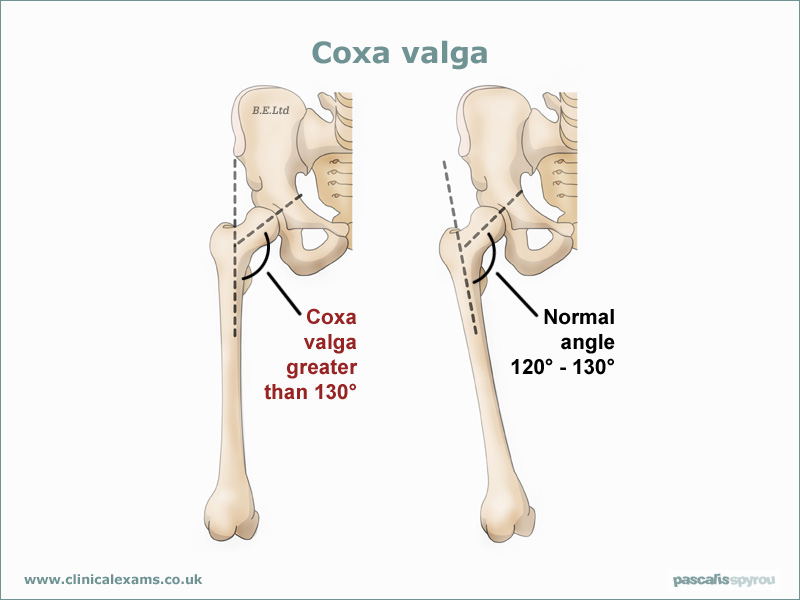 Coxa valga
B.E.Ltd
Coxa
valga
greater
than 130°
Normal
angle
120° - 130°
www.clinicalexams.co.uk
pascalisspyrou